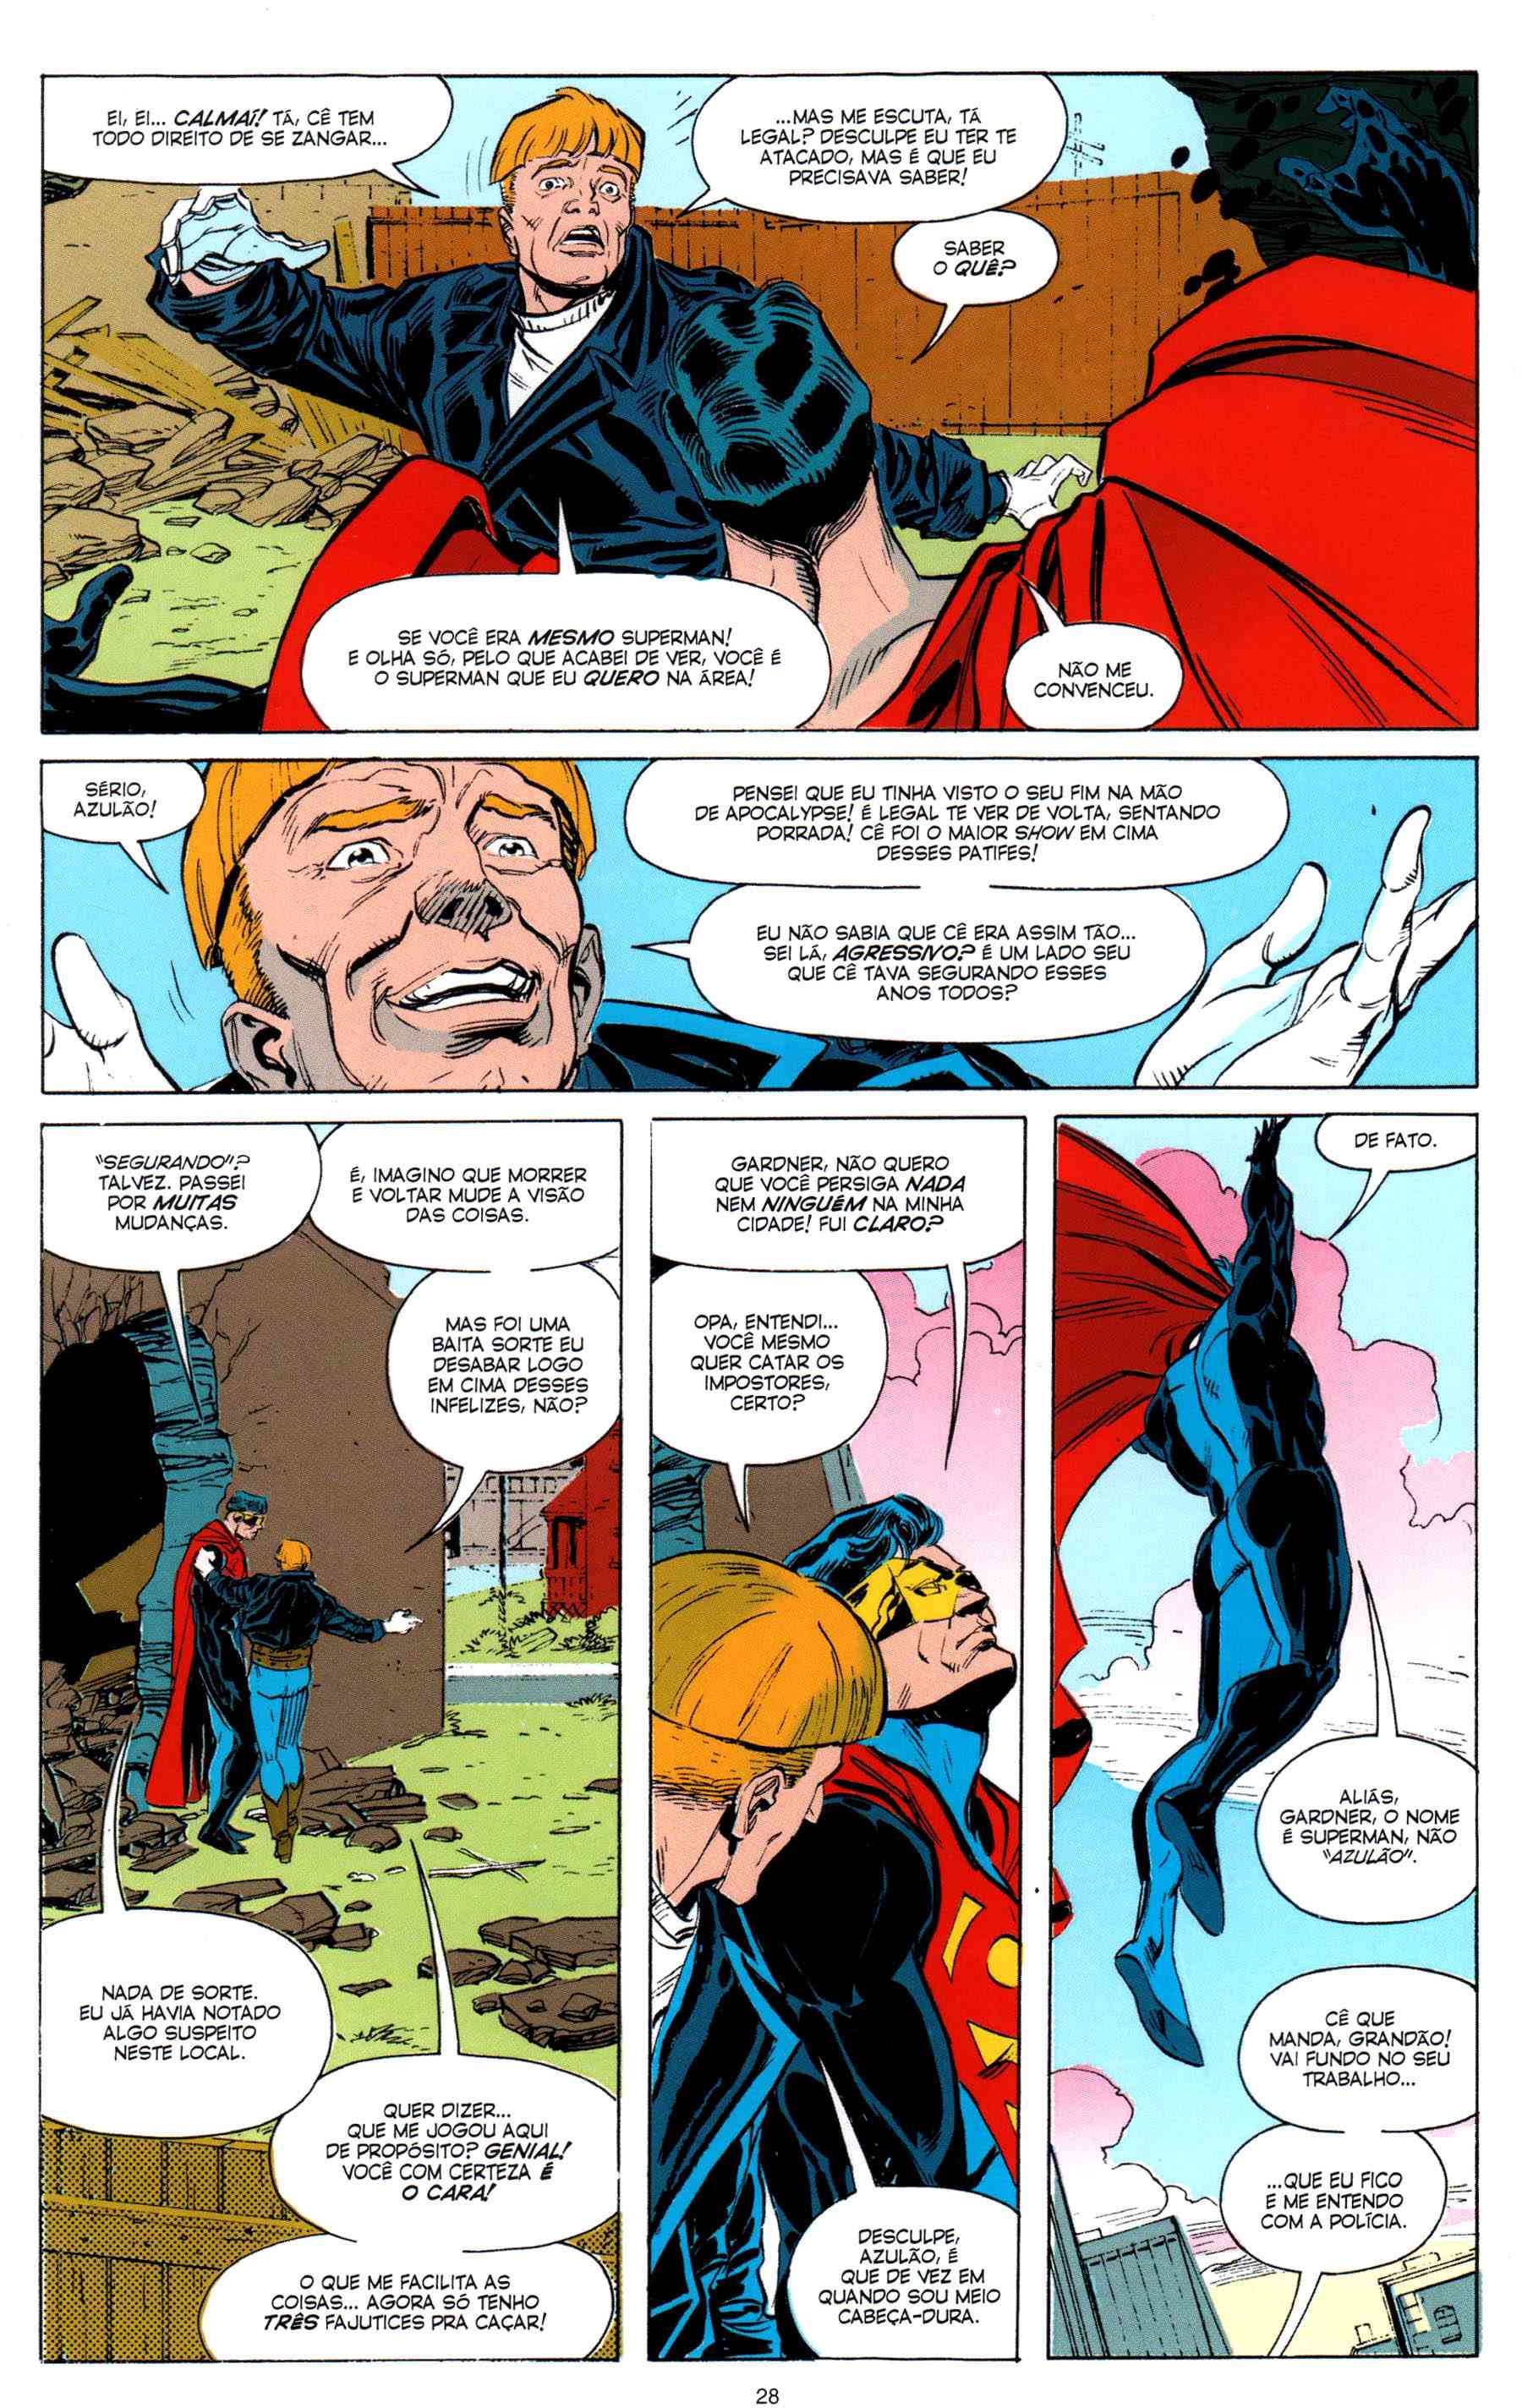 EI, EI... CALMAÍ! TÁ, CÊ TEM
TODO DIREITO DE SE ZANGAR...
...MAS ME ESCUTA, TÁ
LEGAL? DESCULPE EU TER TE
ATACADO, MAS É QUE EU
PRECISAVA SABER!
SABER
O QUÊ?
SE VOCÊ ERA MESMO SUPERMAN!
E OLHA SÓ, PELO QUE ACABEI DE VER, VOCÊ É
O SUPERMAN QUE EU QUERO NA ÁREA!
NÃO ME
CONVENCEU.
SÉRIO,
AZULÃO!
PENSEI QUE EU TINHA VISTO O SEU FIM NA MÃO
DE APOCALYPSE! É LEGAL TE VER DE VOLTA, SENTANDO
PORRADA! CÊ FOI O MAIOR SHOW EM CIMA
DESSES PATIFES!
EU NÃO SABIA QUE CÊ ERA ASSIM TÃO...
SEI LÁ, AGRESSIVO? É UM LADO SEU
QUE CÊ TAVA SEGURANDO ESSES
ANOS TODOS?
"SEGURANDO"?
TALVEZ. PASSEI
POR MUITAS
MUDANÇAS.
É, IMAGINO QUE MORRER
E VOLTAR MUDE A VISÃO
DAS COISAS.
MAS FOI UMA
BAITA SORTE EU
DESABAR LOGO
EM CIMA DESSES
INFELIZES, NÃO?
NADA DE SORTE.
EU JÁ HAVIA NOTADO
ALGO SUSPEITO
NESTE LOCAL.
QUER DIZER...
QUE ME JOGOU AQUI
DE PROPÓSITO? GENIAL!
VOCÊ COM CERTEZA É
O CARA!
O QUE ME FACILITA AS
COISAS... AGORA SÓ TENHO
TRÊS FAJUTICES PRA CAÇAR!
GARDNER, NÃO QUERO
QUE VOCÊ PERSIGA NADA
NEM NINGUÉM NA MINHA
CIDADE! FUI CLARO?
OPA, ENTENDI...
VOCÊ MESMO
QUER CATAR OS
IMPOSTORES,
CERTO?
DESCULPE,
AZULÃO, É
QUE DE VEZ EM
QUANDO SOU MEIO
CABEÇA-DURA.
DE FATO.
ALIÁS,
GARDNER, O NOME
É SUPERMAN, NÃO
"AZULÃO".
CÊ QUE
MANDA, GRANDÃO!
VAI FUNDO NO SEU
TRABALHO...
...QUE EU FICO
E ME ENTENDO
COM A POLÍCIA.
28